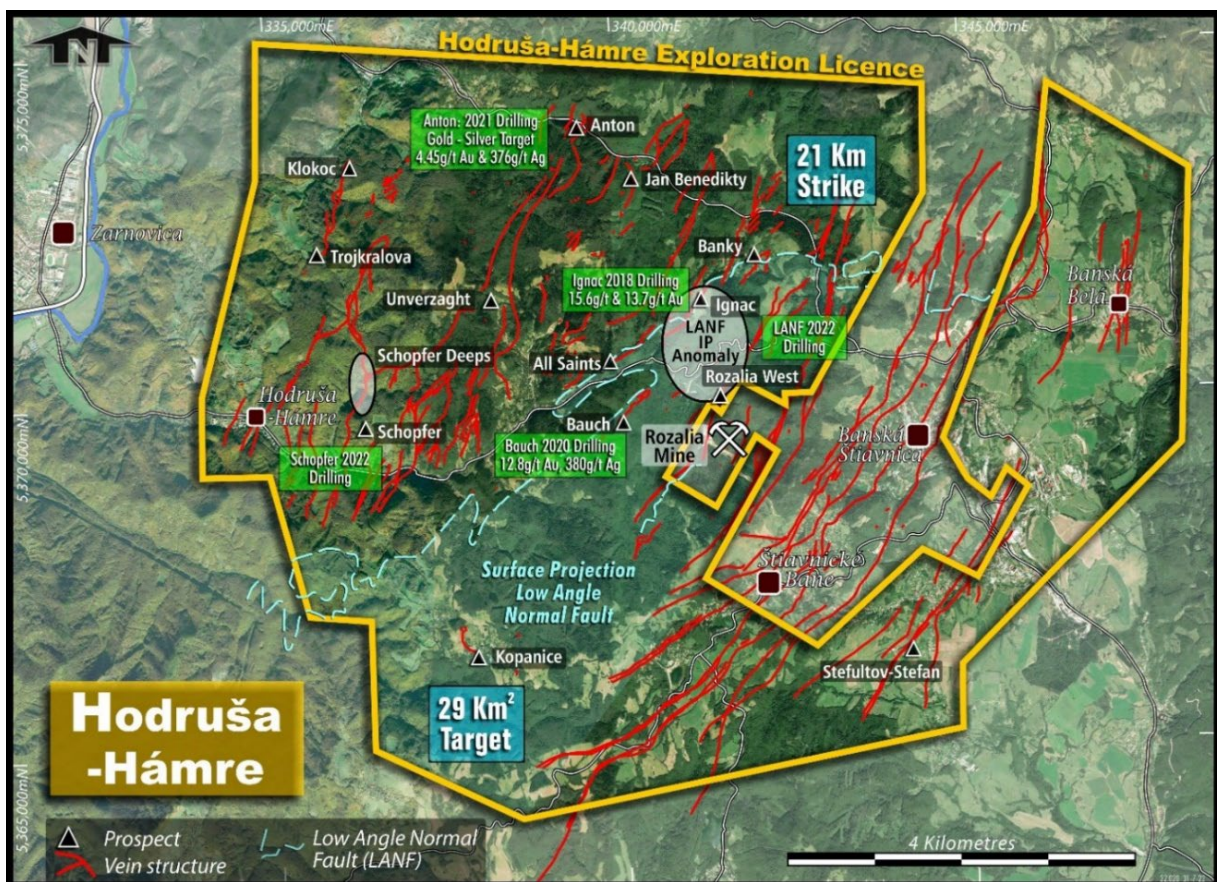 335,000mE
340,000mE
345,000mE
N
Hodruša-Hámre Exploration Licence
5,375,000mN
Anton: 2021 Drilling
Gold - Silver Target
4.45g/t Au & 376g/t Ag
Anton
21 Km
Strike
Klokoc
Jan Benedikty
Zarnovica
Trojkralova
Banky
Ignac 2018 Drilling
15.6g/t & 13.7g/t Au
Unverzaght
Ignac
Banská
Belá
LANF
IP
Anomaly
LANF 2022
Drilling
Schopfer Deeps
All Saints
Rozalia West
Hodruša
-Hámre
Schopfer
Bauch
Rozalia
Mine
Banská
Štiavnica
Bauch 2020 Drilling
12.8g/t Au, 380g/t Ag
Schopfer 2022
Drilling
5,370,000mN
Surface Projection
Low Angle
Normal Fault
Štiavnické
Bane
Kopanice
Stefultov-Stefan
29 Km²
Target
Hodruša
-Hámre
5,365,000mN
Prospect
Vein structure
Low Angle Normal
Fault (LANF)
4 Kilometres